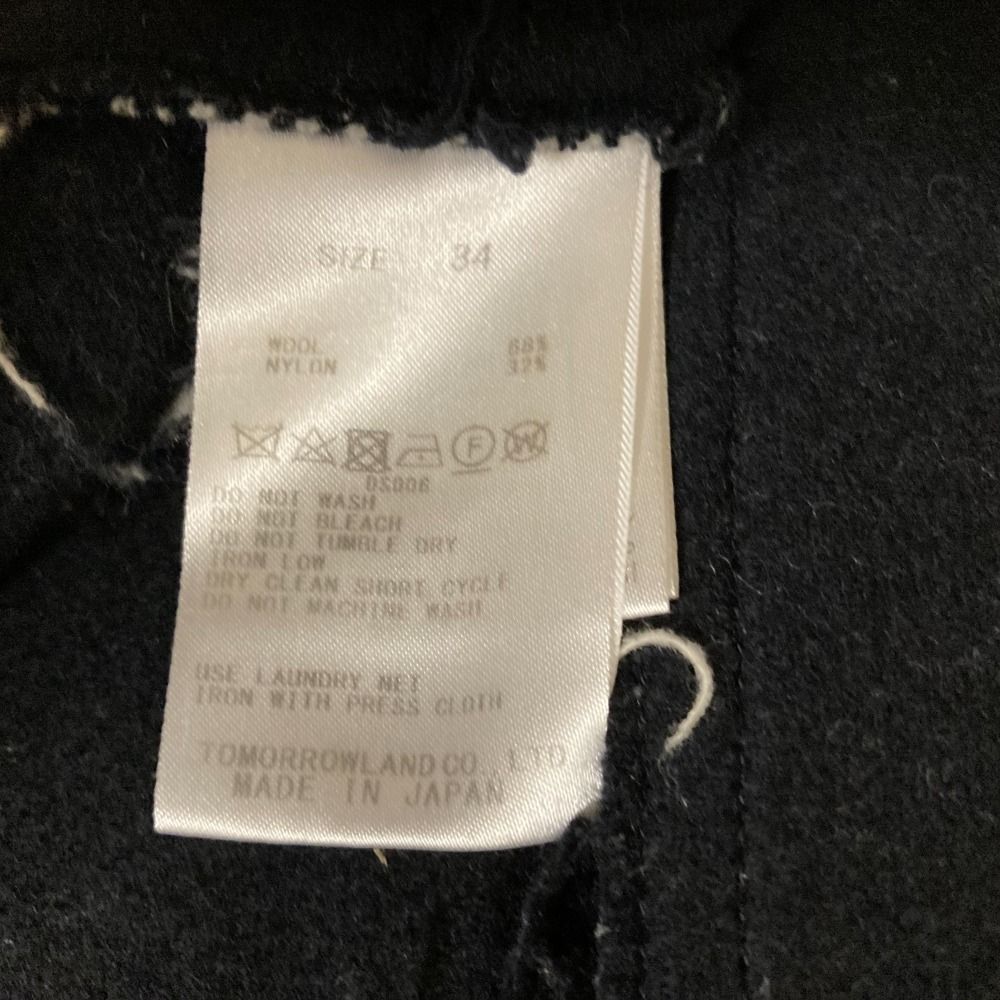 SIZE 34
WOOL 68%
NYLON 32%
F W
DS006
DO NOT WASH
DO NOT BLEACH
DO NOT TUMBLE DRY
IRON LOW
DRY CLEAN SHORT CYCLE
DO NOT MACHINE WASH
USE LAUNDRY NET
IRON WITH PRESS CLOTH
TOMORROWLAND CO LTD
MADE IN JAPAN